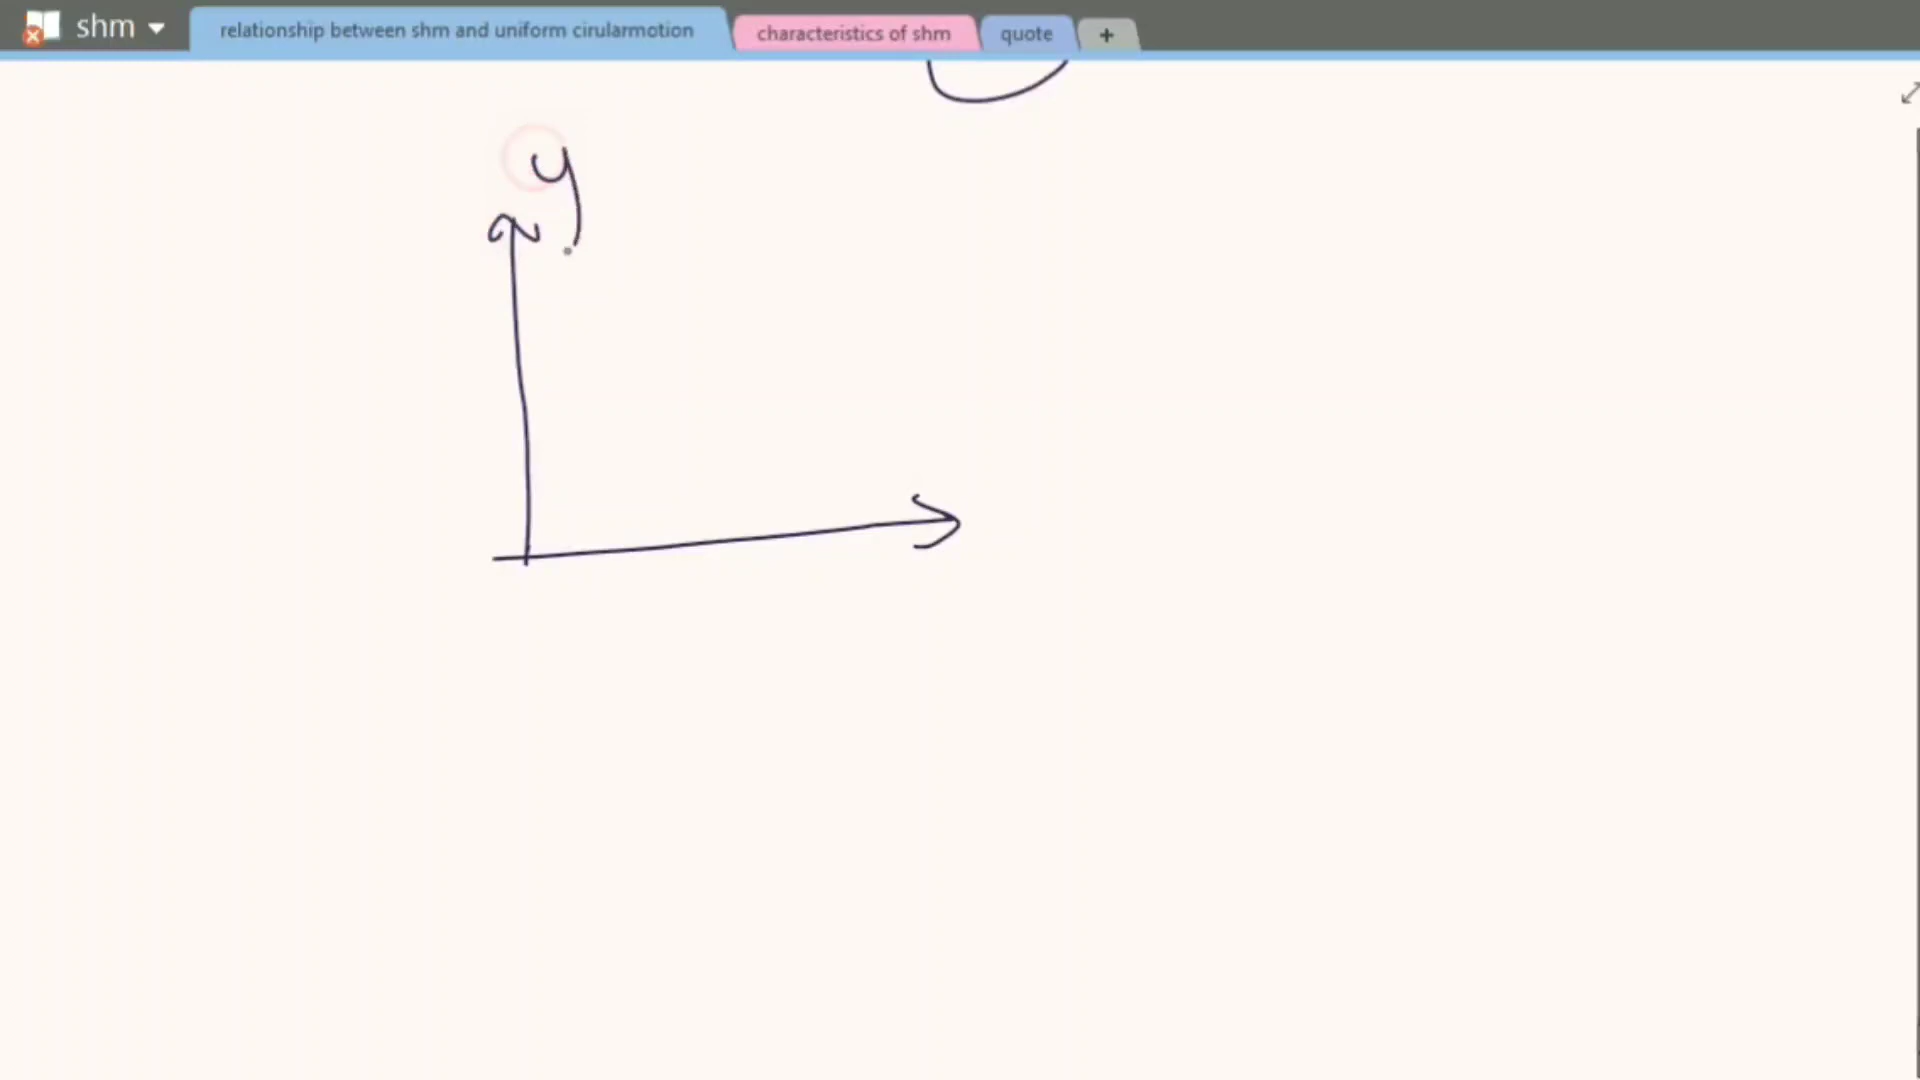 shm
relationship between shm and uniform cirularmotion
characteristics of shm
quote
+
y